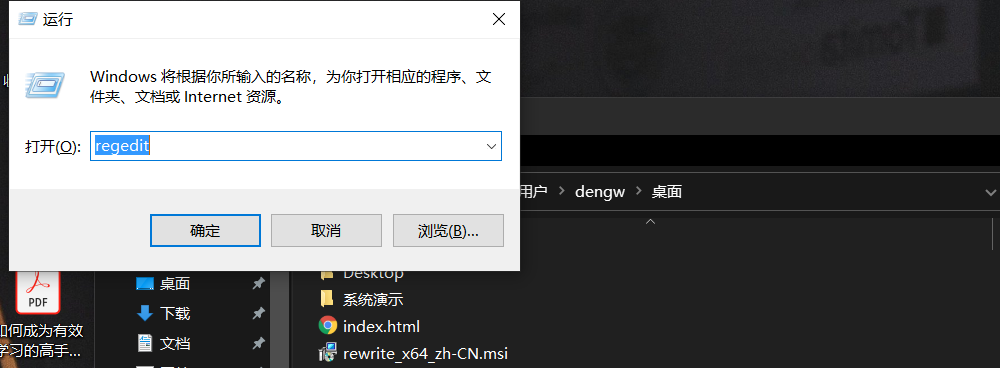 运行
Windows 将根据你所输入的名称，为你打开相应的程序、文
件夹、文档或 Internet 资源。
打开(O):
regedit
确定
取消
浏览(B)...
用户
dengw
桌面
Desktop
系统演示
index.html
rewrite_x64_zh-CN.msi
桌面
下载
文档
PDF
如何成为有效
学习的高手...